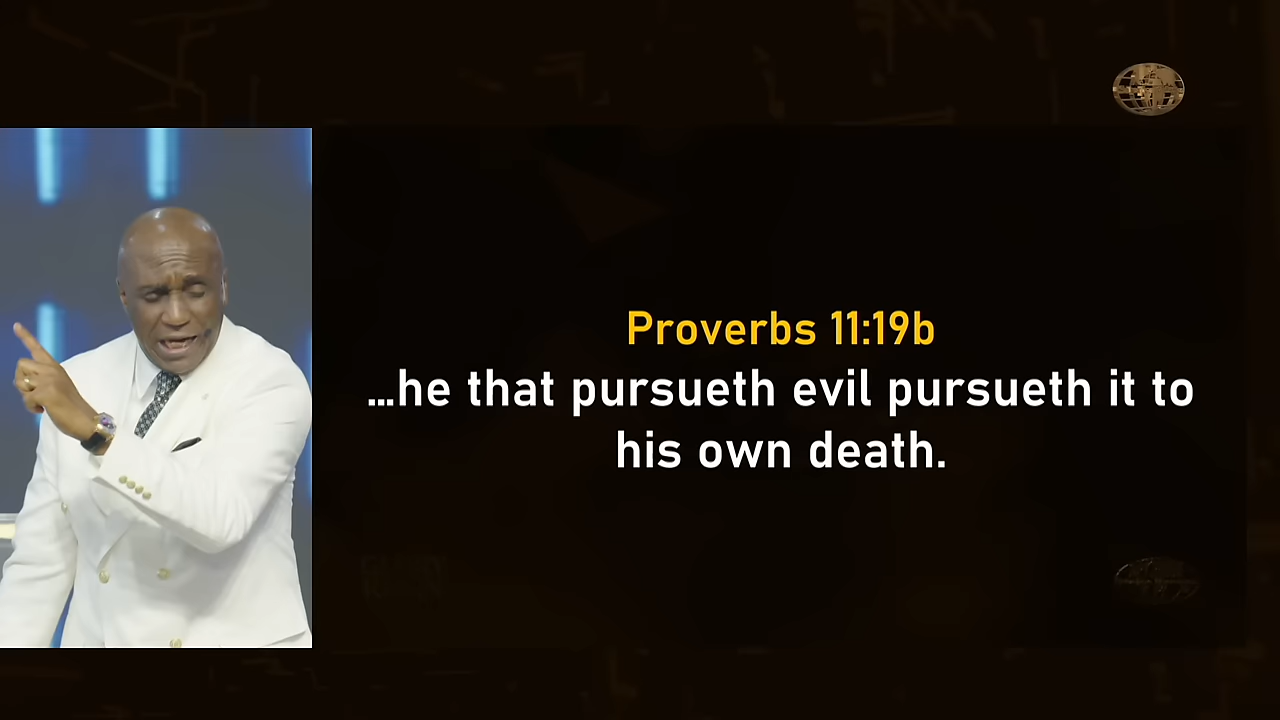 Proverbs 11:19b
...he that pursueth evil pursueth it to
his own death.